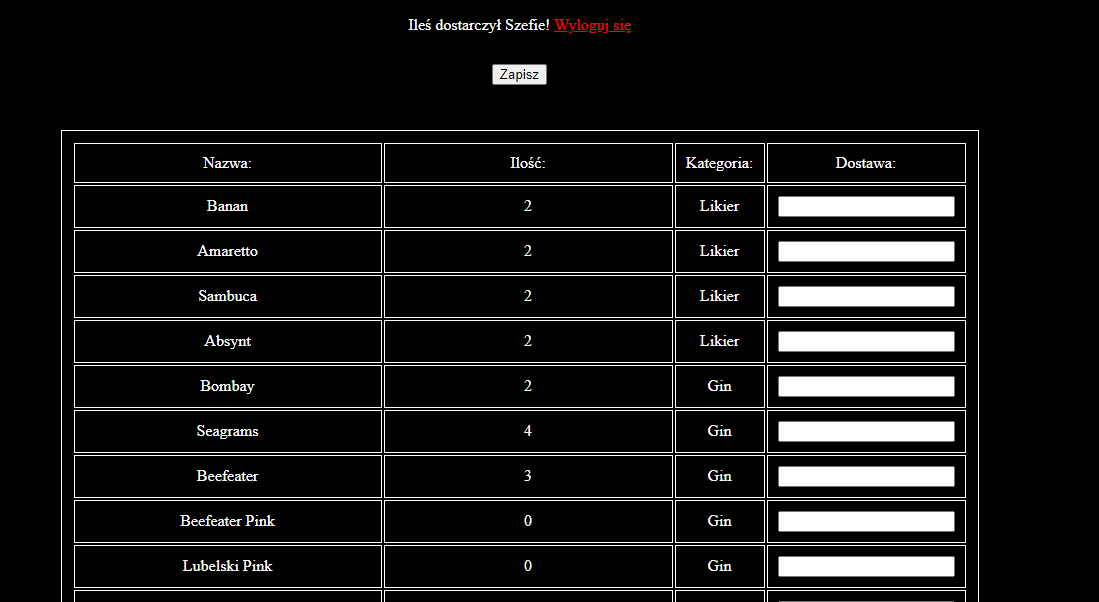 Ileś dostarczył Szefie! Wyloguj się
Zapisz
Nazwa: Ilość: Kategoria: Dostawa:
Banan 2 Likier
Amaretto 2 Likier
Sambuca 2 Likier
Absynt 2 Likier
Bombay 2 Gin
Seagrams 4 Gin
Beefeater 3 Gin
Beefeater Pink 0 Gin
Lubelski Pink 0 Gin